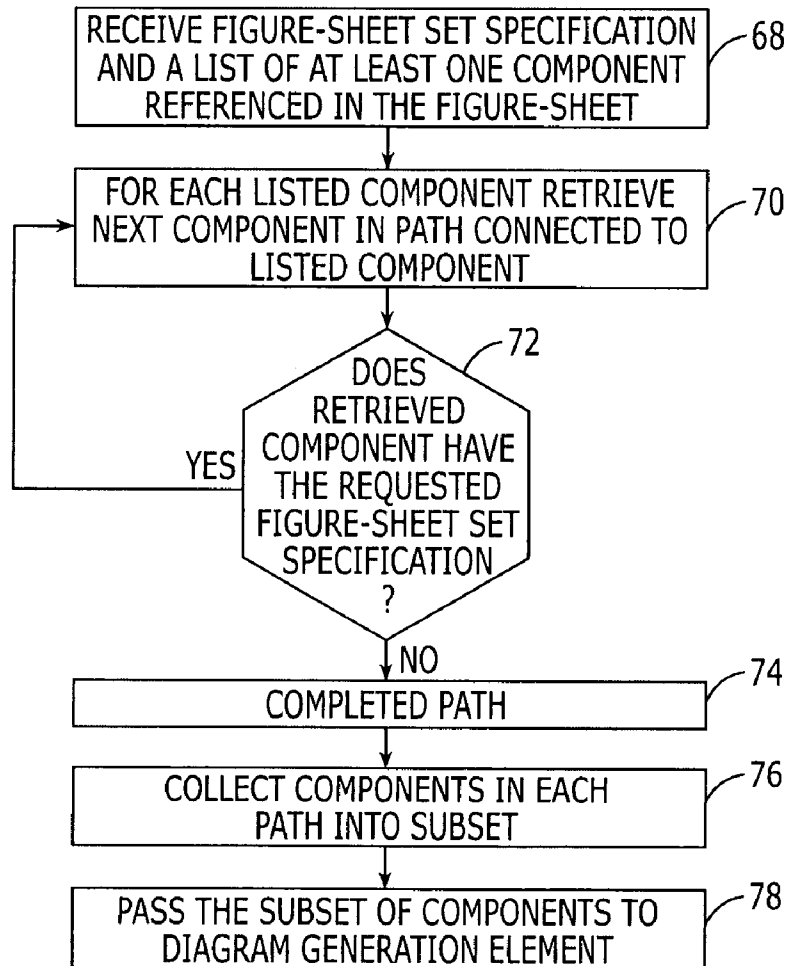 RECEIVE FIGURE-SHEET SET SPECIFICATION
AND A LIST OF AT LEAST ONE COMPONENT
REFERENCED IN THE FIGURE-SHEET
68
FOR EACH LISTED COMPONENT RETRIEVE
NEXT COMPONENT IN PATH CONNECTED TO
LISTED COMPONENT
70
72
DOES
RETRIEVED
COMPONENT HAVE
THE REQUESTED
FIGURE-SHEET SET
SPECIFICATION
?
YES
NO
COMPLETED PATH
74
COLLECT COMPONENTS IN EACH
PATH INTO SUBSET
76
PASS THE SUBSET OF COMPONENTS TO
DIAGRAM GENERATION ELEMENT
78